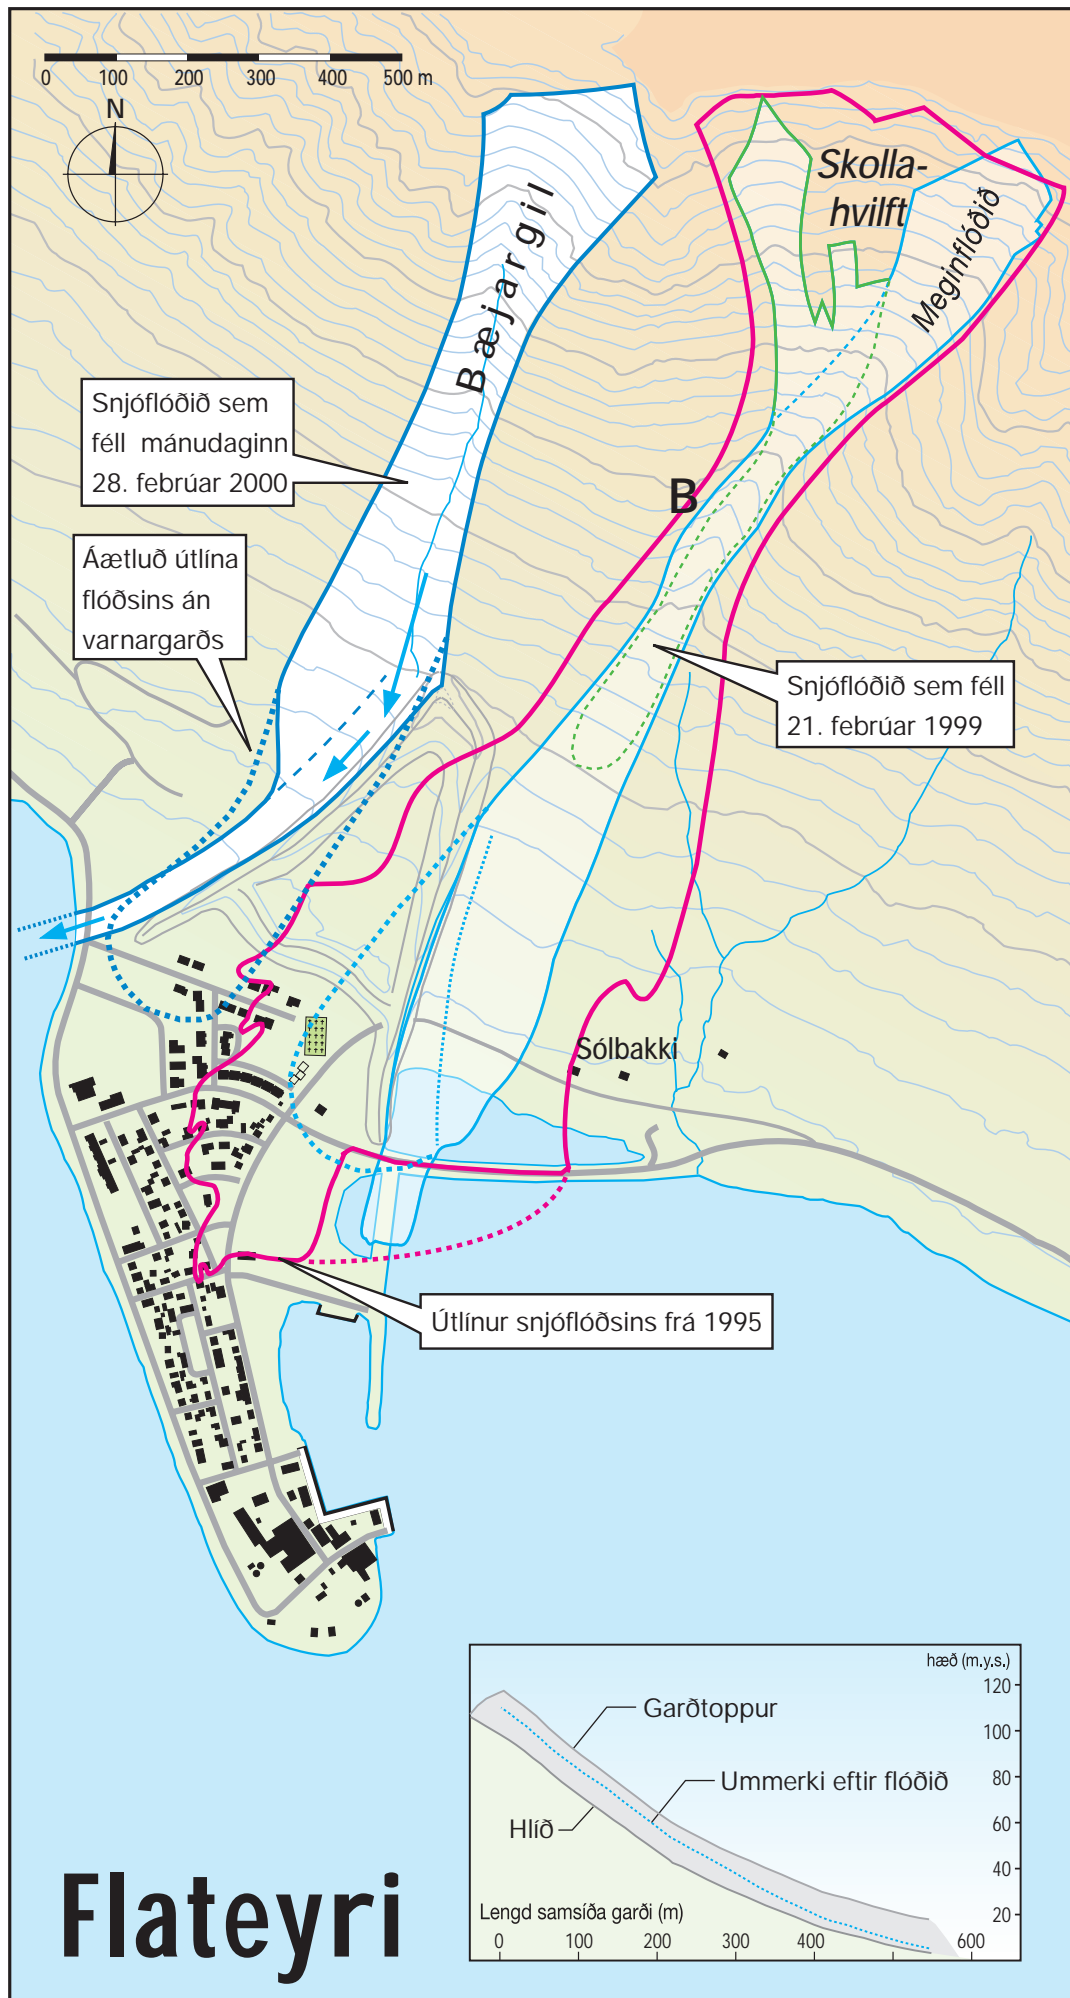 0 100 200 300 400 500 m
N
Bæjargil
Skolla-
hvilft
Meginflóðið
Snjóflóðið sem
féll mánudaginn
28. febrúar 2000
B
Áætluð útlína
flóðsins án
varnargarðs
Snjóflóðið sem féll
21. febrúar 1999
Sólbakki
Útlínur snjóflóðsins frá 1995
hæð (m.y.s.)
120
100
80
60
40
20
Garðtoppur
Ummerki eftir flóðið
Hlíð
Lengd samsíða garði (m)
0 100 200 300 400 600
Flateyri